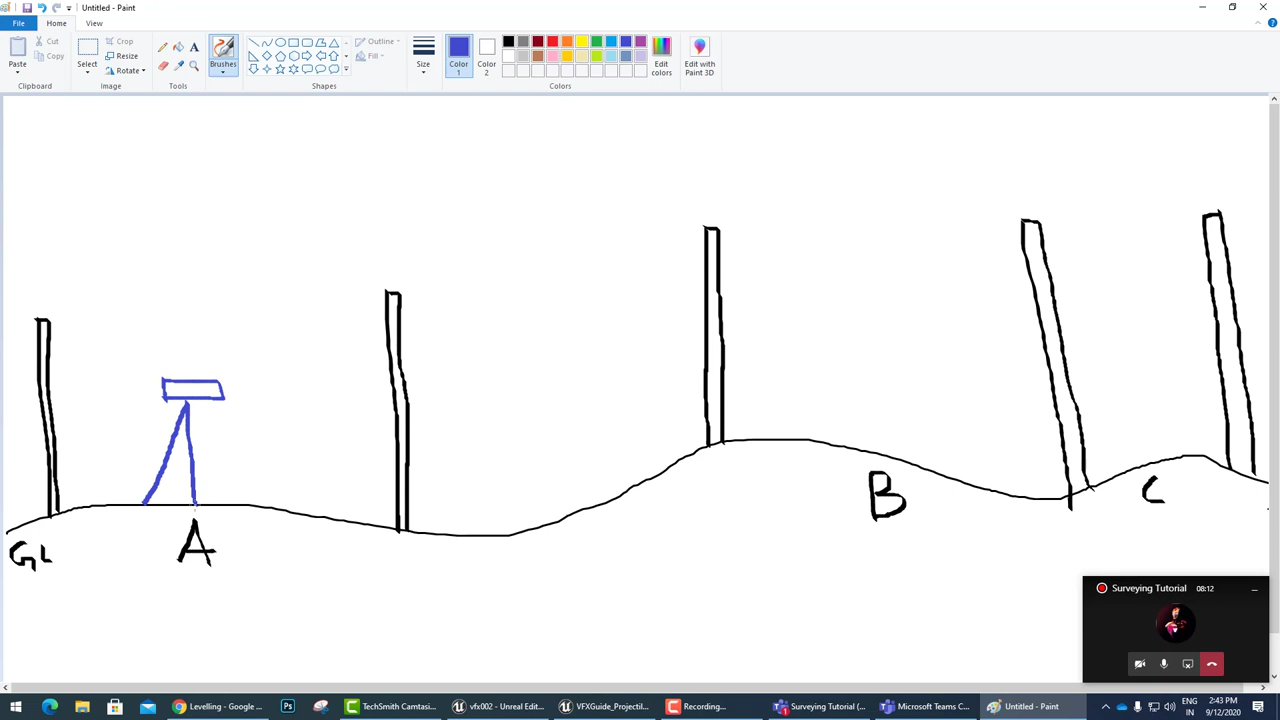 Untitled - Paint
File
Home
View
Paste
Cut
Copy
Clipboard
Select
Crop
Resize
Rotate
Image
Tools
Brushes
Shapes
Outline
Fill
Size
Color
1
Color
2
Edit
colors
Edit with
Paint 3D
Colors
GL
A
B
C
Surveying Tutorial 08:12
Levelling - Google ...
TechSmith Camtasi...
vfx002 - Unreal Edi...
VFXGuide_Projectil...
Recording...
Surveying Tutorial (...
Microsoft Teams C...
Untitled - Paint
ENG
IN
2:43 PM
9/12/2020